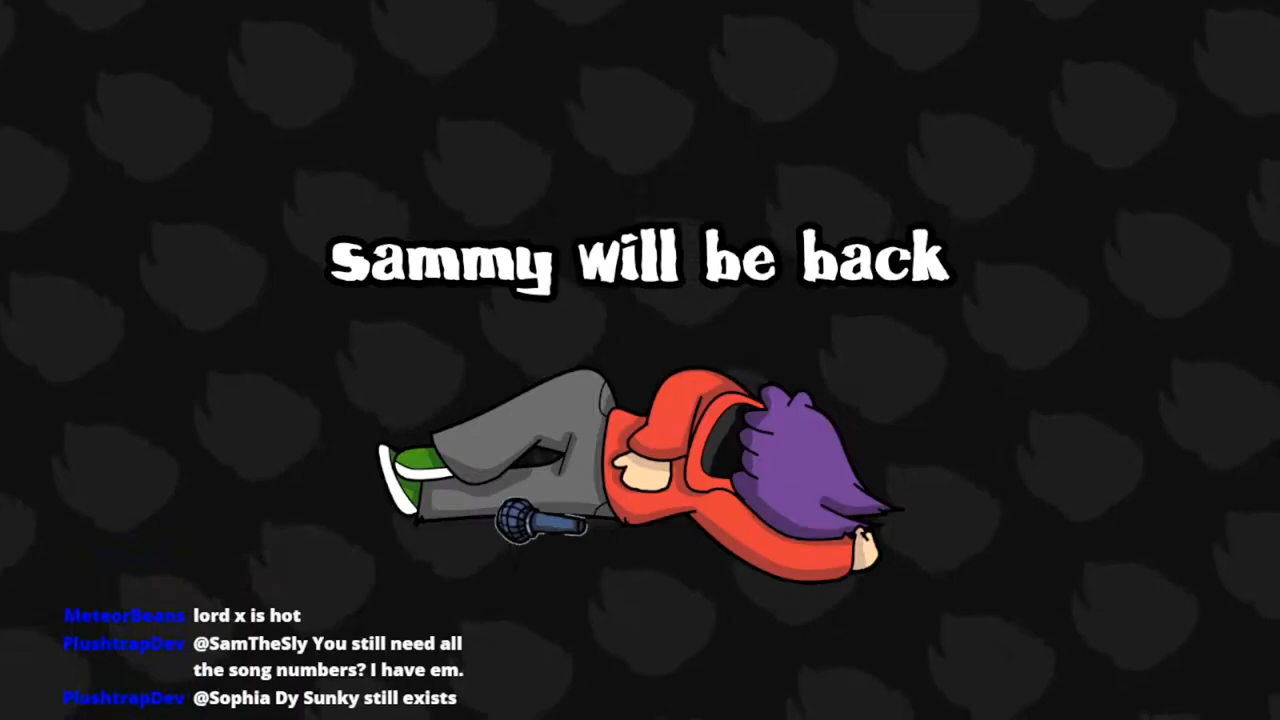 sammy will be back
MeteorBeans lord x is hot
PlushtrapDev @SamTheSly You still need all
the song numbers? I have em.
PlushtrapDev @Sophia Dy Sunky still exists